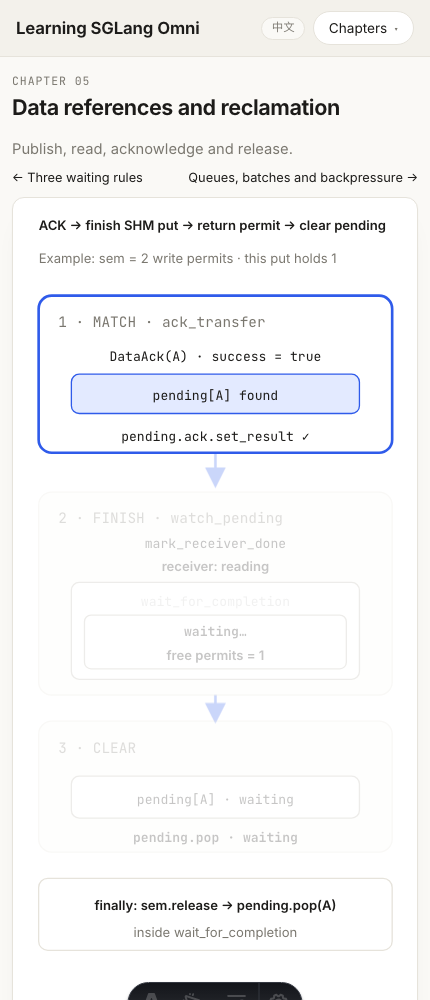 Learning SGLang Omni
中文
Chapters
CHAPTER 05
Data references and reclamation
Publish, read, acknowledge and release.
← Three waiting rules
Queues, batches and backpressure →
ACK → finish SHM put → return permit → clear pending
Example: sem = 2 write permits · this put holds 1
1 · MATCH · ack_transfer
DataAck(A) · success = true
pending[A] found
pending.ack.set_result ✓
2 · FINISH · watch_pending
mark_receiver_done
receiver: reading
wait_for_completion
waiting…
free permits = 1
3 · CLEAR
pending[A] · waiting
pending.pop · waiting
finally: sem.release → pending.pop(A)
inside wait_for_completion